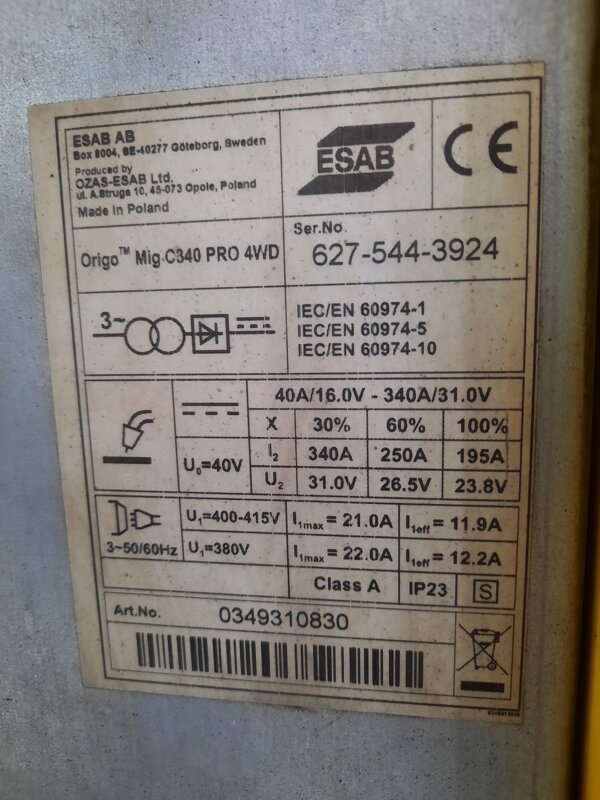 ESAB AB
Box 8004, SE-40277 Göteborg, Sweden
Produced by
OZAS-ESAB Ltd.
ul. A.Struga 10, 45-073 Opole, Poland
Made in Poland
ESAB
CE
Origo™ Mig C340 PRO 4WD
Ser.No.
627-544-3924
3~
IEC/EN 60974-1
IEC/EN 60974-5
IEC/EN 60974-10
40A/16.0V - 340A/31.0V
X 30% 60% 100%
I₂ 340A 250A 195A
U₀=40V
U₂ 31.0V 26.5V 23.8V
U₁=400-415V I₁max = 21.0A I₁eff = 11.9A
3~50/60Hz U₁=380V I₁max = 22.0A I₁eff = 12.2A
Class A IP23 S
Art.No. 0349310830